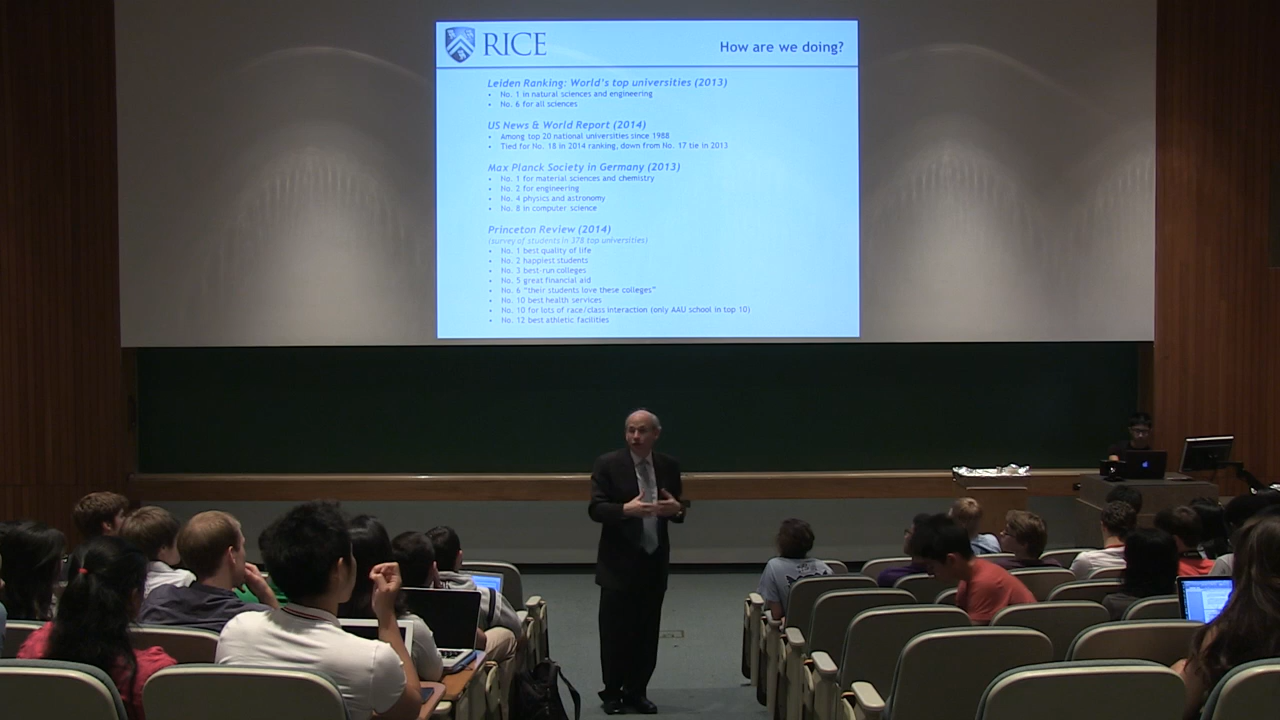 RICE
How are we doing?
Leiden Ranking: World's top universities (2013)
• No. 1 in natural sciences and engineering
• No. 6 for all sciences
US News & World Report (2014)
• Among top 20 national universities since 1988
• Tied for No. 18 in 2014 ranking, down from No. 17 tie in 2013
Max Planck Society in Germany (2013)
• No. 1 for material sciences and chemistry
• No. 2 for engineering
• No. 4 physics and astronomy
• No. 8 in computer science
Princeton Review (2014)
(survey of students in 378 top universities)
• No. 1 best quality of life
• No. 2 happiest students
• No. 3 best-run colleges
• No. 5 great financial aid
• No. 6 "their students love these colleges"
• No. 10 best health services
• No. 10 for lots of race/class interaction (only AAU school in top 10)
• No. 12 best athletic facilities